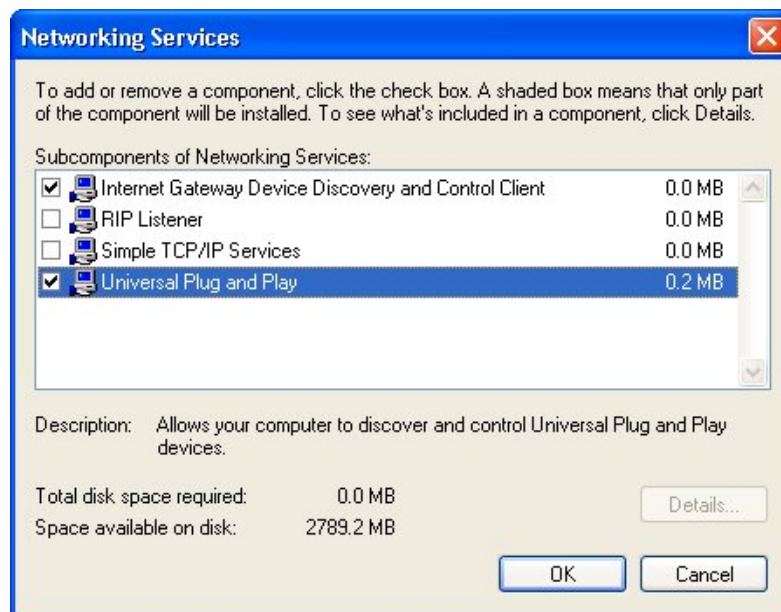 Networking Services
To add or remove a component, click the check box. A shaded box means that only part
of the component will be installed. To see what's included in a component, click Details.
Subcomponents of Networking Services:
Internet Gateway Device Discovery and Control Client 0.0 MB
RIP Listener 0.0 MB
Simple TCP/IP Services 0.0 MB
Universal Plug and Play 0.2 MB
Description: Allows your computer to discover and control Universal Plug and Play
devices.
Total disk space required: 0.0 MB
Details...
Space available on disk: 2789.2 MB
OK Cancel